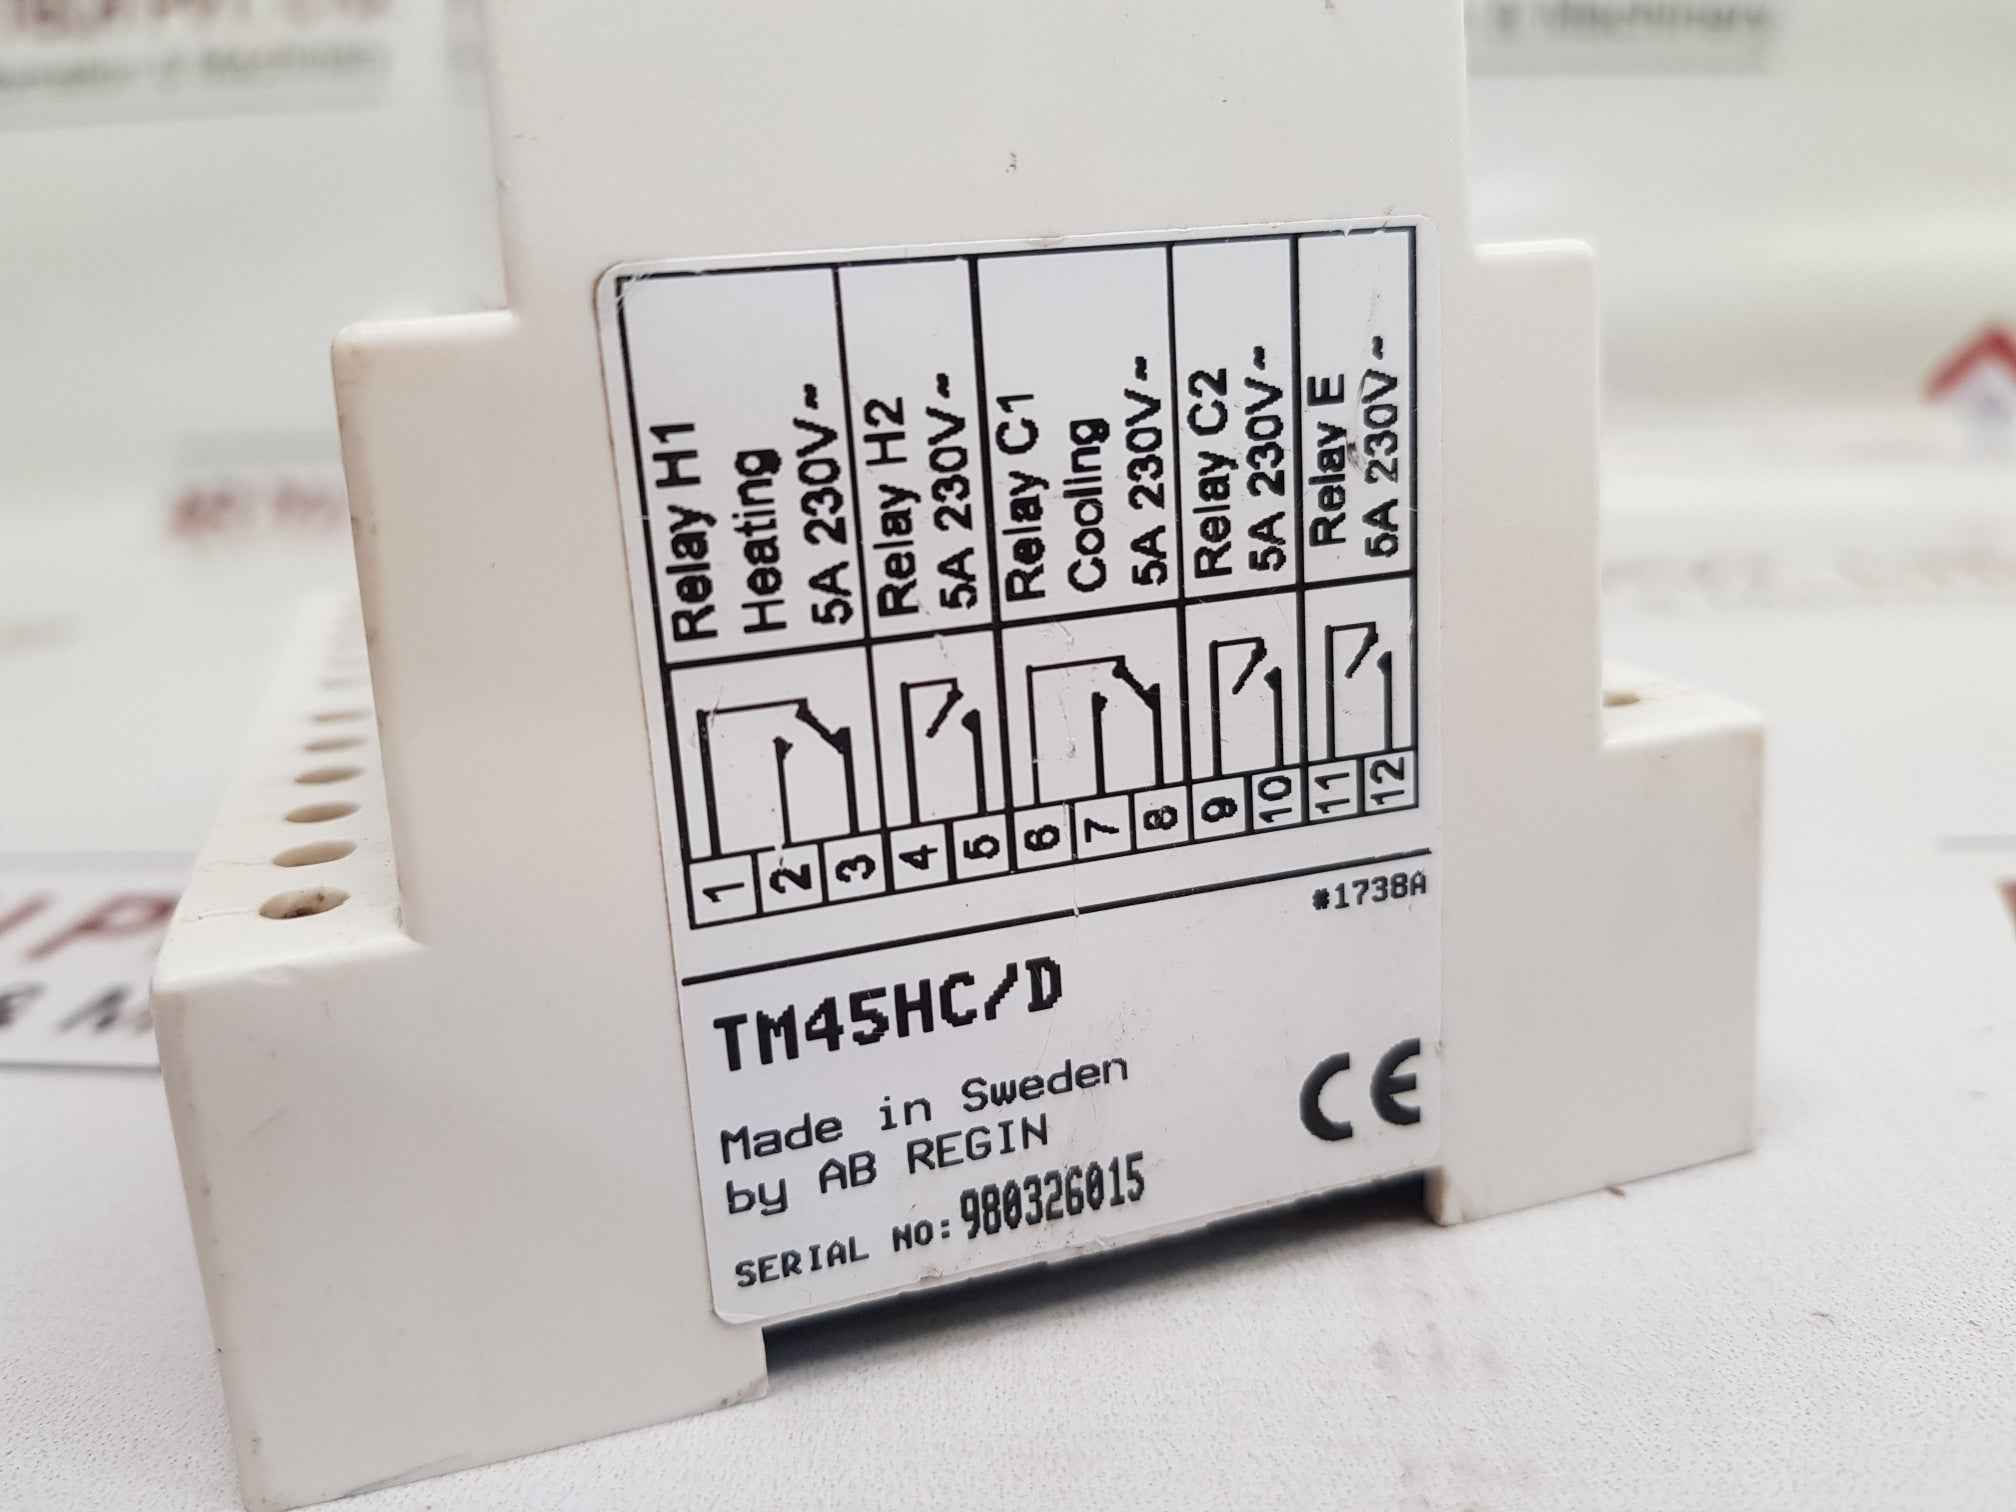 Relay H1
Heating
5A 230V~
Relay H2
5A 230V~
Relay C1
Cooling
5A 230V~
Relay C2
5A 230V~
Relay E
5A 230V~
1
2
3
4
5
6
7
8
9
10
11
12
#1738A
TM45HC/D
Made in Sweden
by AB REGIN
SERIAL NO: 980326015
CE